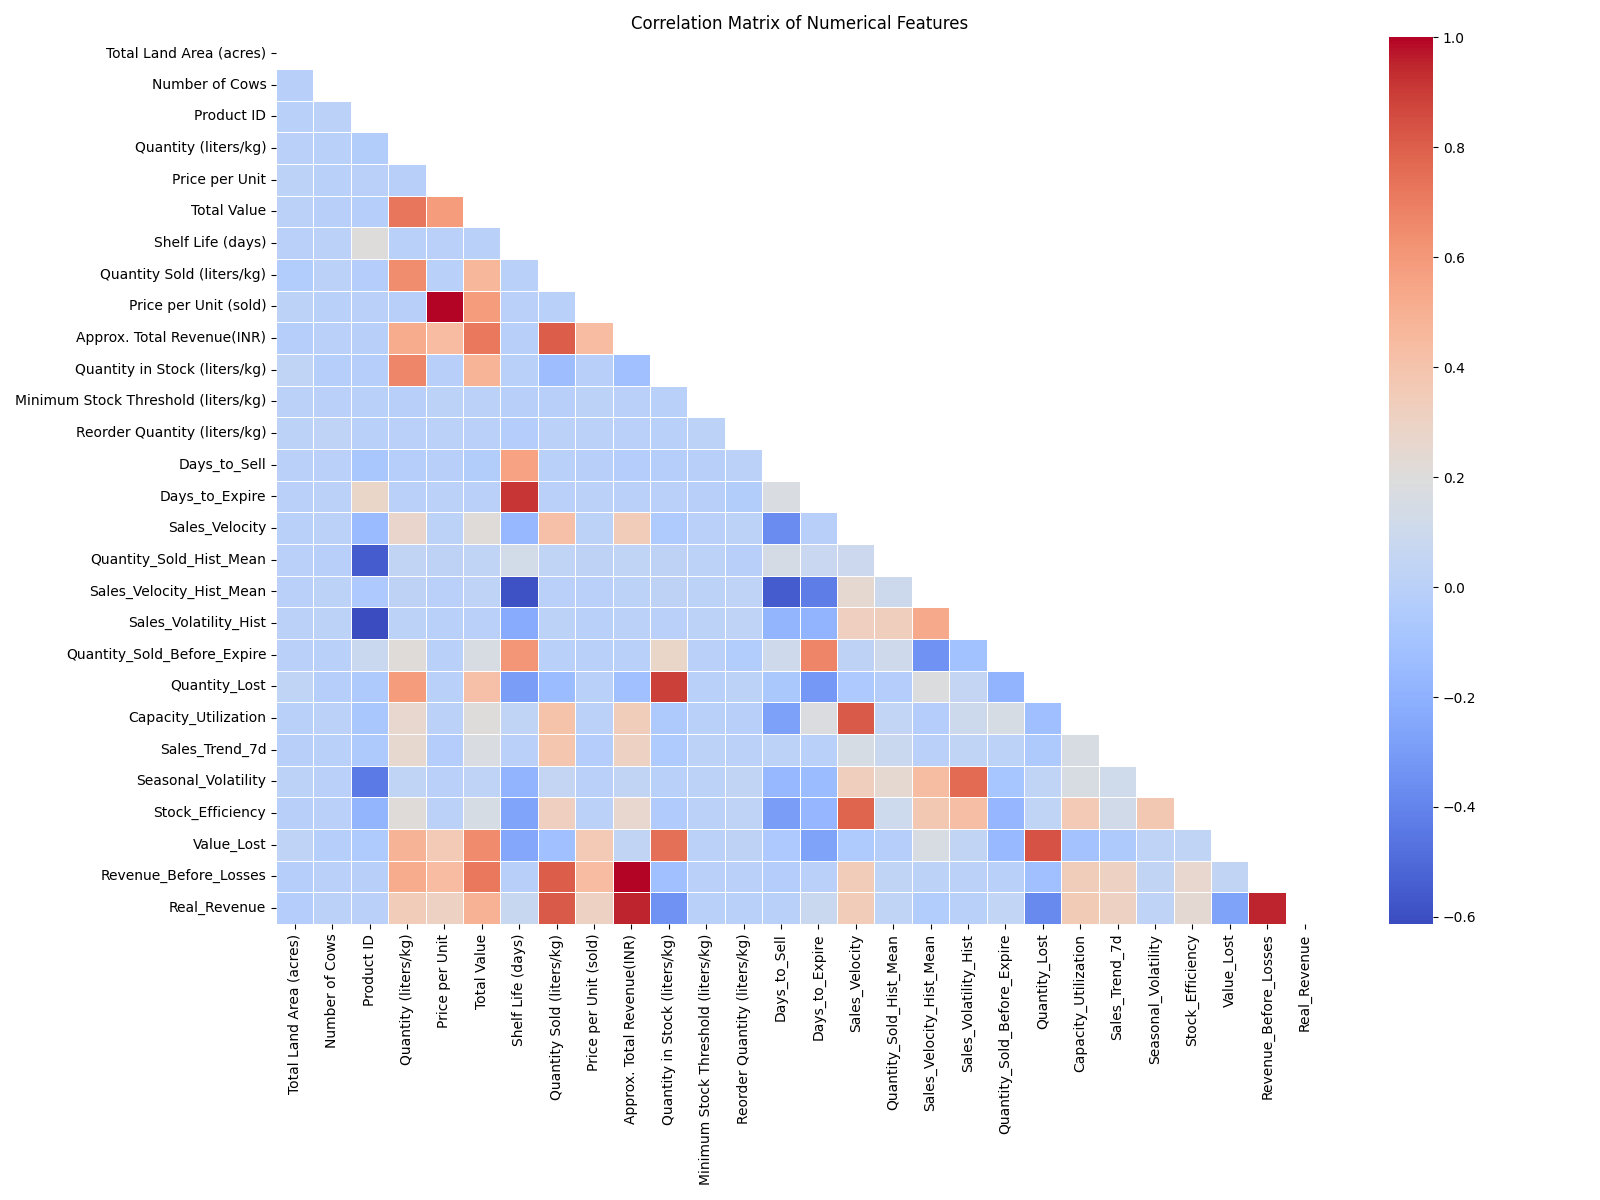 Correlation Matrix of Numerical Features
Total Land Area (acres)
Number of Cows
Product ID
Quantity (liters/kg)
Price per Unit
Total Value
Shelf Life (days)
Quantity Sold (liters/kg)
Price per Unit (sold)
Approx. Total Revenue(INR)
Quantity in Stock (liters/kg)
Minimum Stock Threshold (liters/kg)
Reorder Quantity (liters/kg)
Days_to_Sell
Days_to_Expire
Sales_Velocity
Quantity_Sold_Hist_Mean
Sales_Velocity_Hist_Mean
Sales_Volatility_Hist
Quantity_Sold_Before_Expire
Quantity_Lost
Capacity_Utilization
Sales_Trend_7d
Seasonal_Volatility
Stock_Efficiency
Value_Lost
Revenue_Before_Losses
Real_Revenue
Total Land Area (acres)
Number of Cows
Product ID
Quantity (liters/kg)
Price per Unit
Total Value
Shelf Life (days)
Quantity Sold (liters/kg)
Price per Unit (sold)
Approx. Total Revenue(INR)
Quantity in Stock (liters/kg)
Minimum Stock Threshold (liters/kg)
Reorder Quantity (liters/kg)
Days_to_Sell
Days_to_Expire
Sales_Velocity
Quantity_Sold_Hist_Mean
Sales_Velocity_Hist_Mean
Sales_Volatility_Hist
Quantity_Sold_Before_Expire
Quantity_Lost
Capacity_Utilization
Sales_Trend_7d
Seasonal_Volatility
Stock_Efficiency
Value_Lost
Revenue_Before_Losses
Real_Revenue
1.0
0.8
0.6
0.4
0.2
0.0
−0.2
−0.4
−0.6